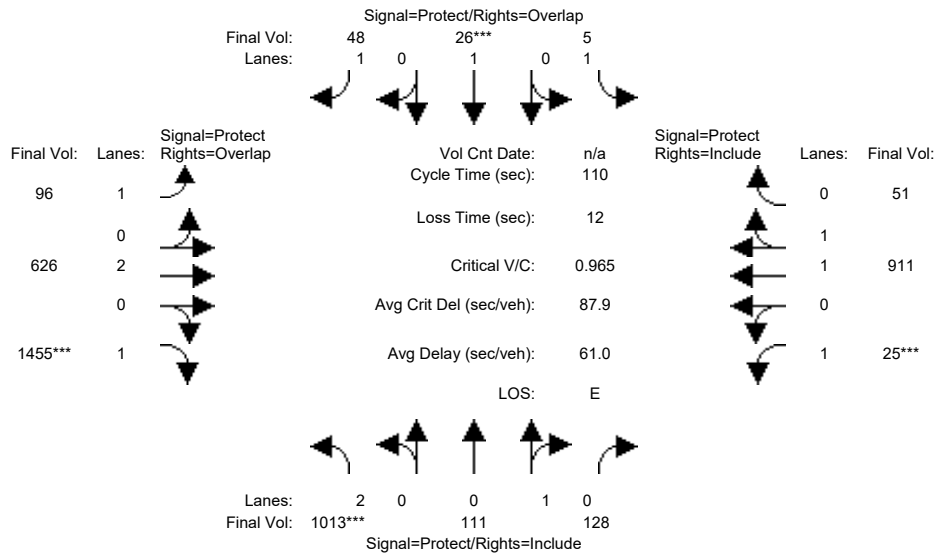 Signal=Protect/Rights=Overlap
Final Vol: 48 26*** 5
Lanes: 1 0 1 0 1
Signal=Protect Signal=Protect
Final Vol: Lanes: Rights=Overlap Vol Cnt Date: n/a Rights=Include Lanes: Final Vol:
Cycle Time (sec): 110
96 1 0 51
Loss Time (sec): 12
0 1
626 2 Critical V/C: 0.965 1 911
0 Avg Crit Del (sec/veh): 87.9 0
1455*** 1 Avg Delay (sec/veh): 61.0 1 25***
LOS: E
Lanes: 2 0 0 1 0
Final Vol: 1013*** 111 128
Signal=Protect/Rights=Include